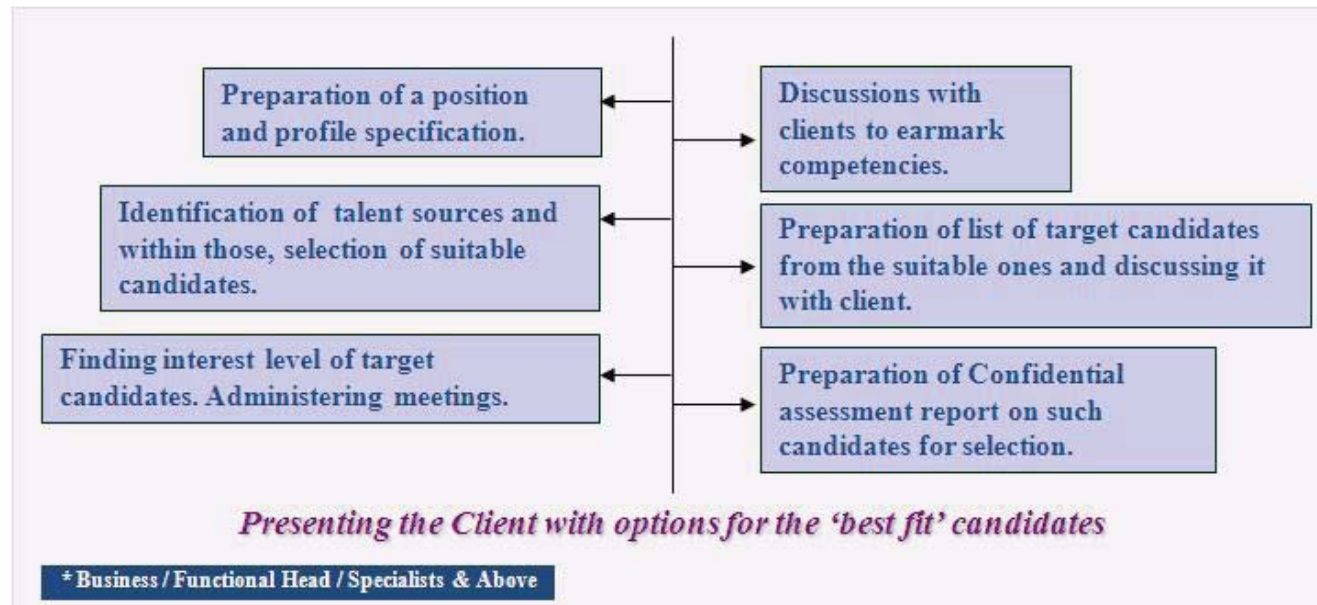 Preparation of a position
and profile specification.
Discussions with
clients to earmark
competencies.
Identification of talent sources and
within those, selection of suitable
candidates.
Preparation of list of target candidates
from the suitable ones and discussing it
with client.
Finding interest level of target
candidates. Administering meetings.
Preparation of Confidential
assessment report on such
candidates for selection.
Presenting the Client with options for the ‘best fit’ candidates
* Business / Functional Head / Specialists & Above